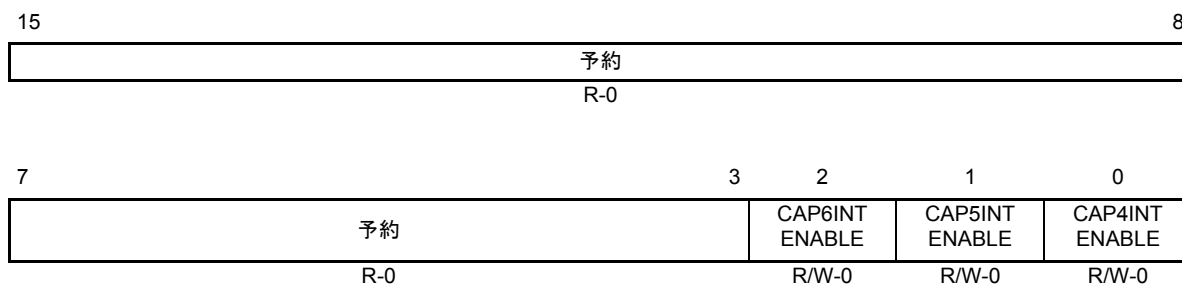 15 8
予約
R-0
7 3 2 1 0
予約 CAP6INT ENABLE CAP5INT ENABLE CAP4INT ENABLE
R-0 R/W-0 R/W-0 R/W-0